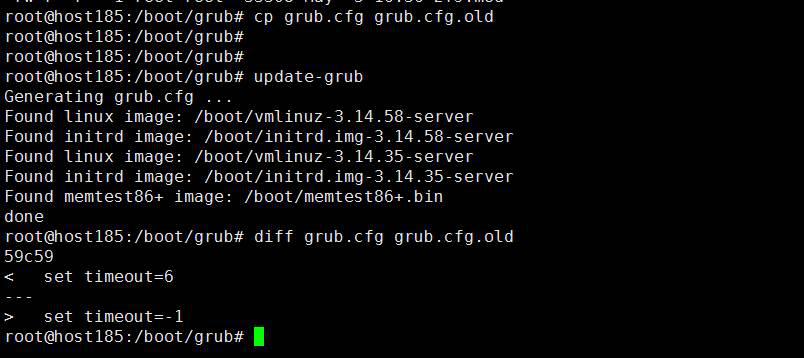 root@host185:/boot/grub# cp grub.cfg grub.cfg.old
root@host185:/boot/grub#
root@host185:/boot/grub#
root@host185:/boot/grub# update-grub
Generating grub.cfg ...
Found linux image: /boot/vmlinuz-3.14.58-server
Found initrd image: /boot/initrd.img-3.14.58-server
Found linux image: /boot/vmlinuz-3.14.35-server
Found initrd image: /boot/initrd.img-3.14.35-server
Found memtest86+ image: /boot/memtest86+.bin
done
root@host185:/boot/grub# diff grub.cfg grub.cfg.old
59c59
<   set timeout=6
---
>   set timeout=-1
root@host185:/boot/grub#